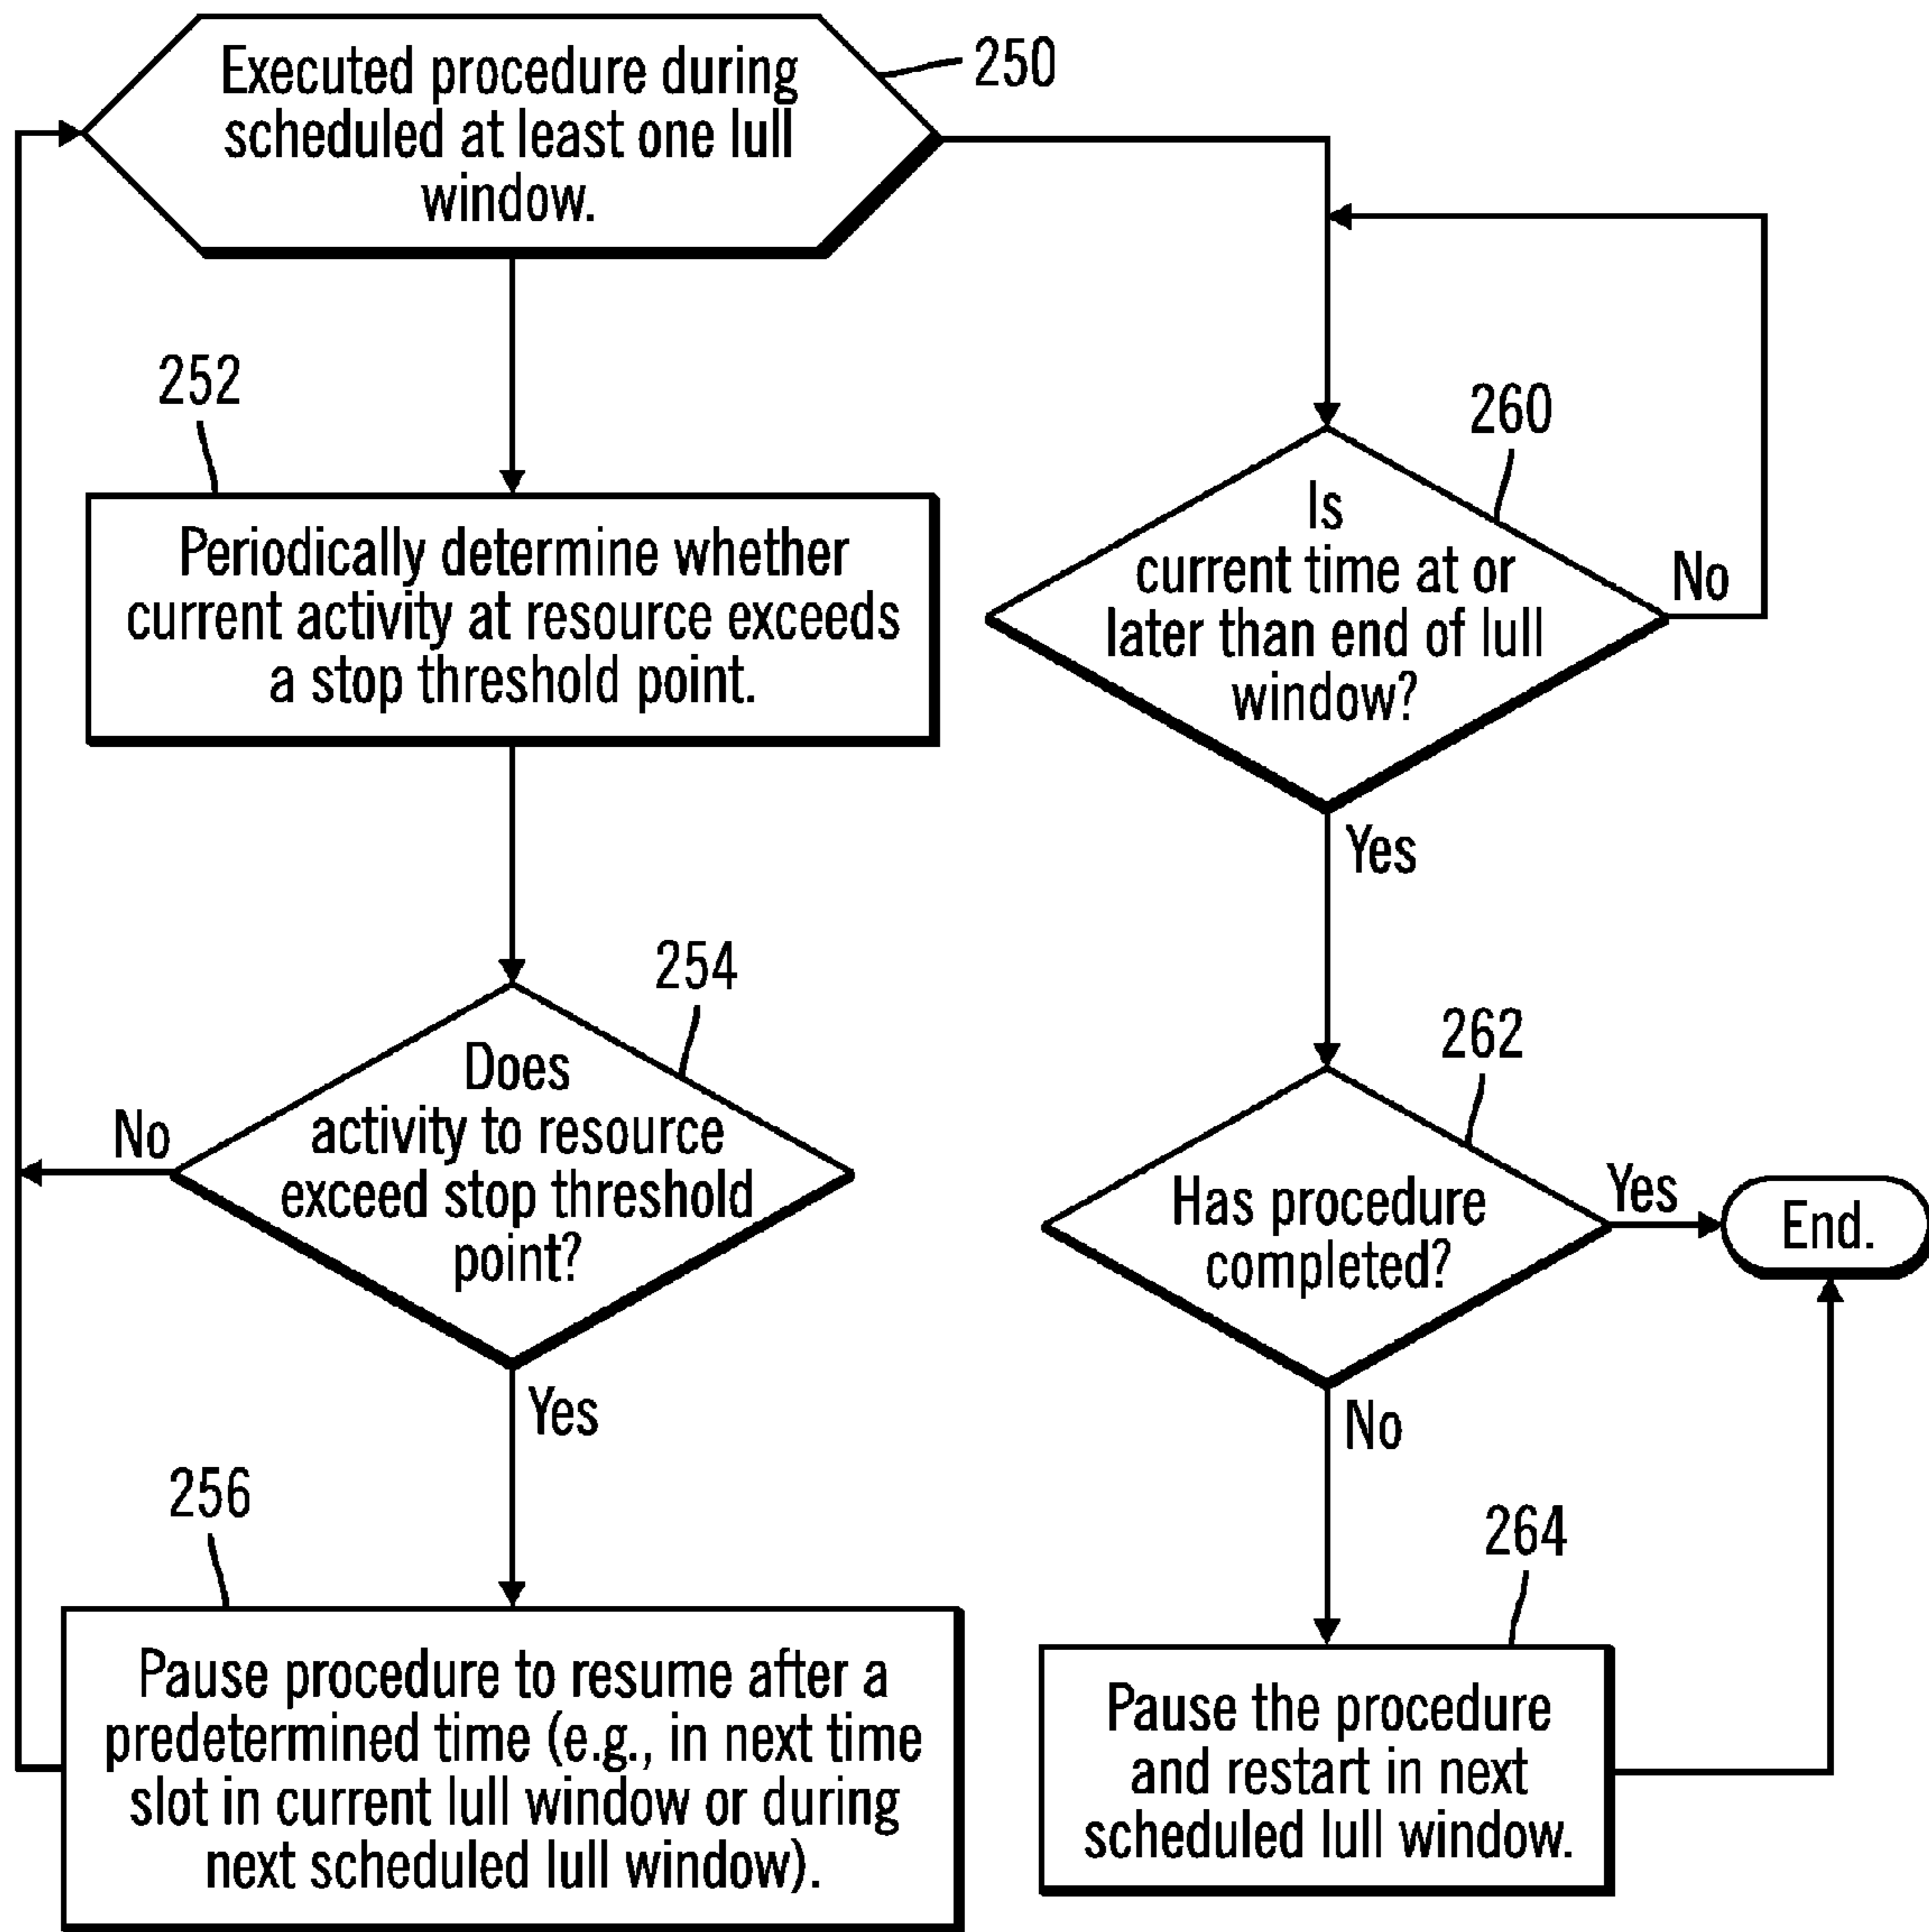 Executed procedure during
scheduled at least one lull
window.
250
252
Periodically determine whether
current activity at resource exceeds
a stop threshold point.
254
Does
activity to resource
exceed stop threshold
point?
No
Yes
256
Pause procedure to resume after a
predetermined time (e.g., in next time
slot in current lull window or during
next scheduled lull window).
260
Is
current time at or
later than end of lull
window?
No
Yes
262
Has procedure
completed?
Yes
End.
No
264
Pause the procedure
and restart in next
scheduled lull window.